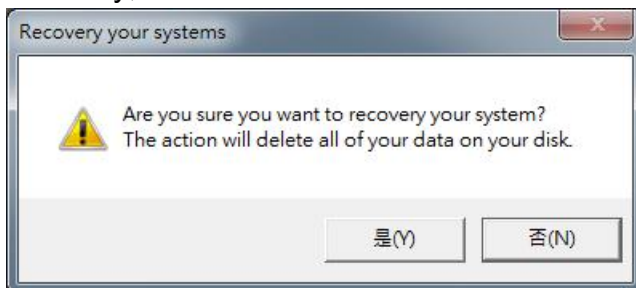 Recovery your systems
Are you sure you want to recovery your system?
The action will delete all of your data on your disk.
是(Y)
否(N)